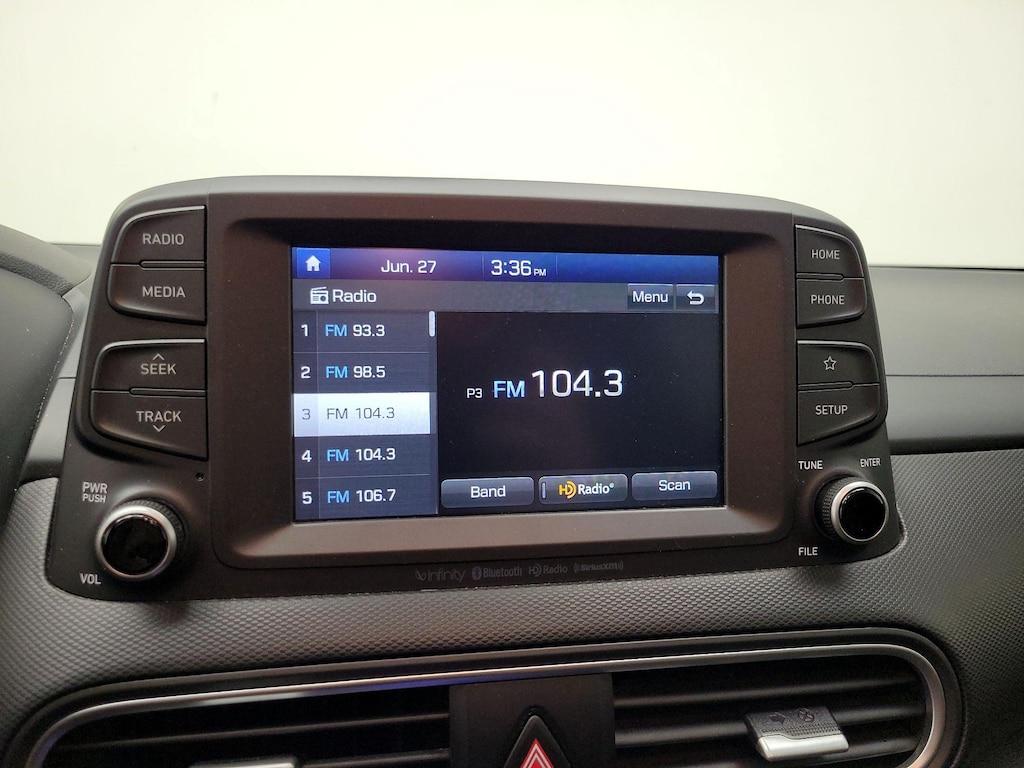 RADIO
MEDIA
SEEK
TRACK
PWR
PUSH
VOL
Jun. 27 3:36 PM
Radio Menu
1 FM 93.3
2 FM 98.5
3 FM 104.3
4 FM 104.3
5 FM 106.7
P3 FM 104.3
Band HD Radio® Scan
HOME
PHONE
SETUP
TUNE ENTER
FILE
infinity Bluetooth HD Radio ((SiriusXM))